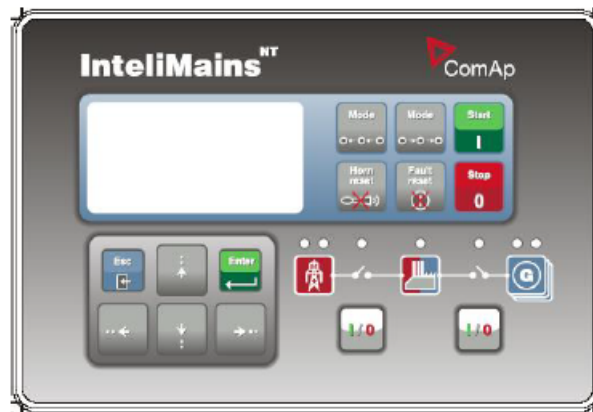 InteliMains NT
ComAp
Mode Mode Start
I
Horn reset Fault reset Stop
0
Esc Enter
G
I/0 I/0